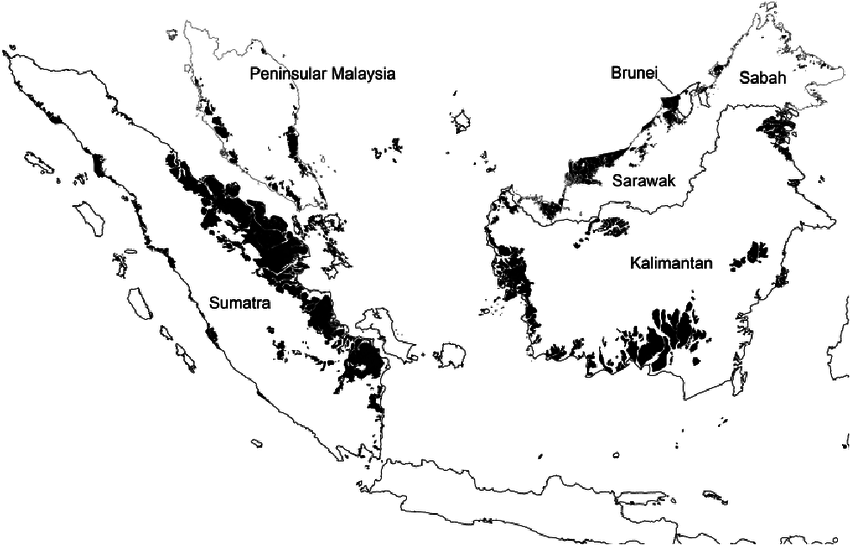 Peninsular Malaysia
Brunei
Sabah
Sarawak
Kalimantan
Sumatra